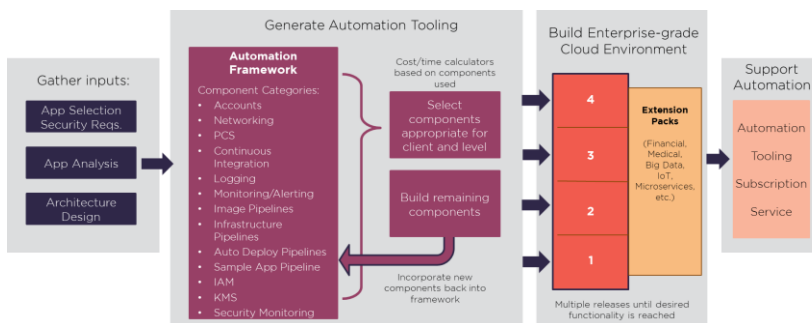 Generate Automation Tooling
Build Enterprise-grade
Cloud Environment
Gather inputs:
App Selection
Security Reqs.
App Analysis
Architecture
Design
Automation
Framework
Component Categories:
• Accounts
• Networking
• PCS
• Continuous
Integration
• Logging
• Monitoring/Alerting
• Image Pipelines
• Infrastructure
Pipelines
• Auto Deploy Pipelines
• Sample App Pipeline
• IAM
• KMS
• Security Monitoring
Cost/time calculators
based on components
used
Select
components
appropriate for
client and level
Build remaining
components
Incorporate new
components back into
framework
4
3
2
1
Extension
Packs
(Financial,
Medical,
Big Data,
IoT,
Microservices,
etc.)
Multiple releases until desired
functionality is reached
Support
Automation
Automation
Tooling
Subscription
Service